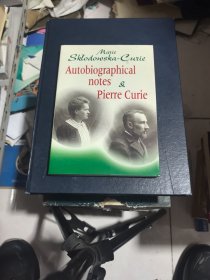 Marie
Skłodowska-Curie
Autobiographical
notes &
Pierre Curie